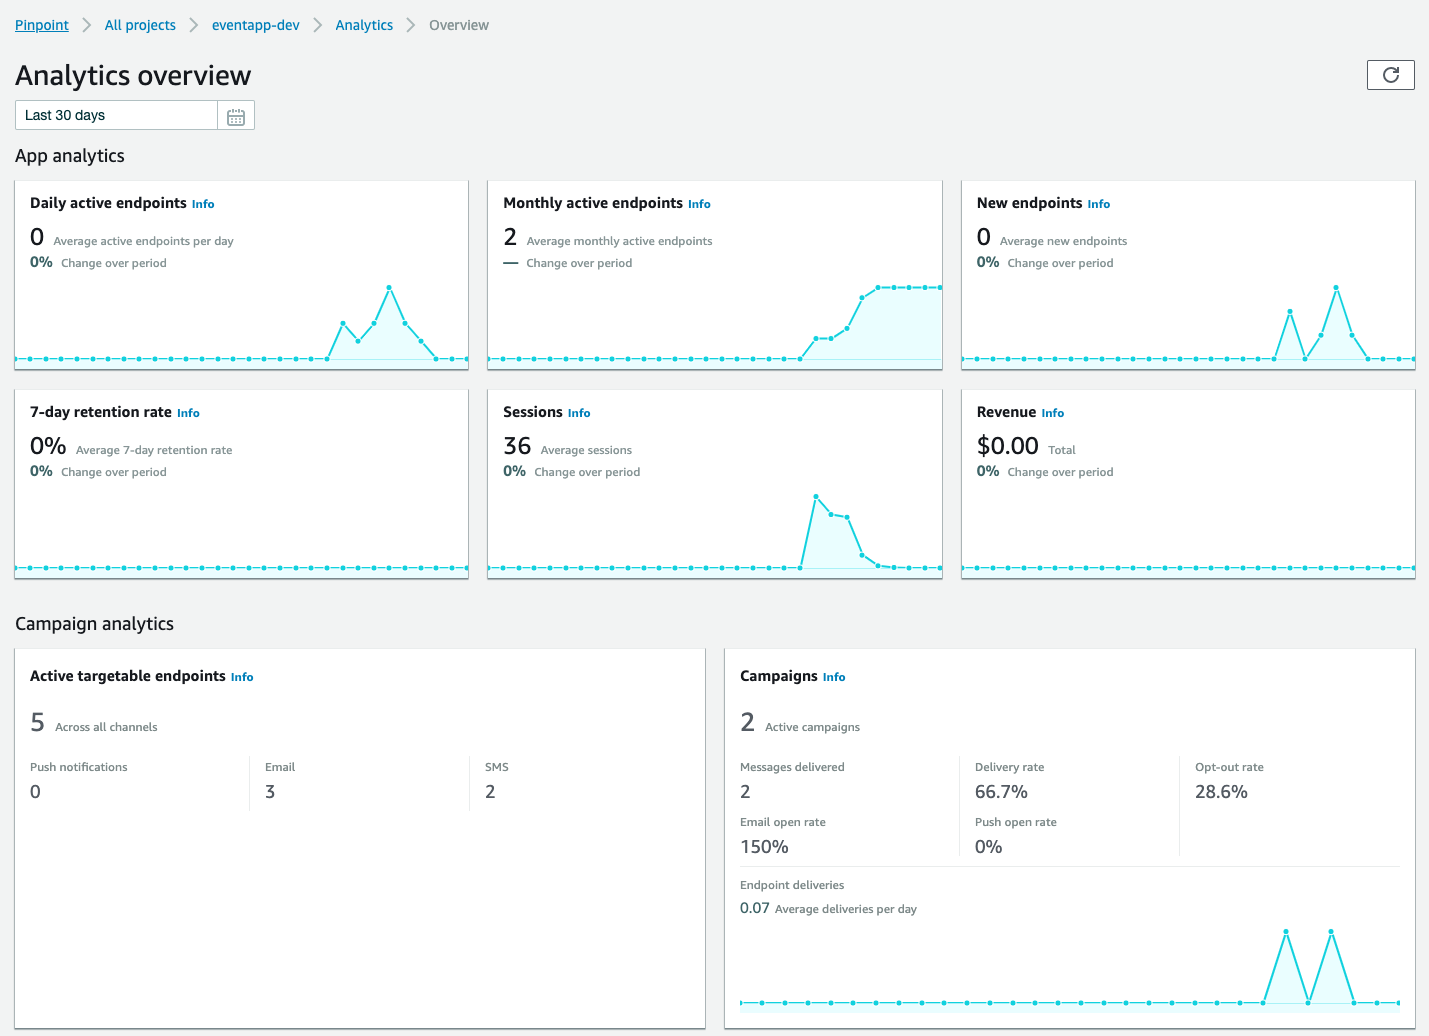 Pinpoint All projects eventapp-dev Analytics Overview
Analytics overview
Last 30 days
App analytics
Daily active endpoints Info
0 Average active endpoints per day
0% Change over period
Monthly active endpoints Info
2 Average monthly active endpoints
— Change over period
New endpoints Info
0 Average new endpoints
0% Change over period
7-day retention rate Info
0% Average 7-day retention rate
0% Change over period
Sessions Info
36 Average sessions
0% Change over period
Revenue Info
$0.00 Total
0% Change over period
Campaign analytics
Active targetable endpoints Info
5 Across all channels
Push notifications Email SMS
0 3 2
Campaigns Info
2 Active campaigns
Messages delivered Delivery rate Opt-out rate
2 66.7% 28.6%
Email open rate Push open rate
150% 0%
Endpoint deliveries
0.07 Average deliveries per day